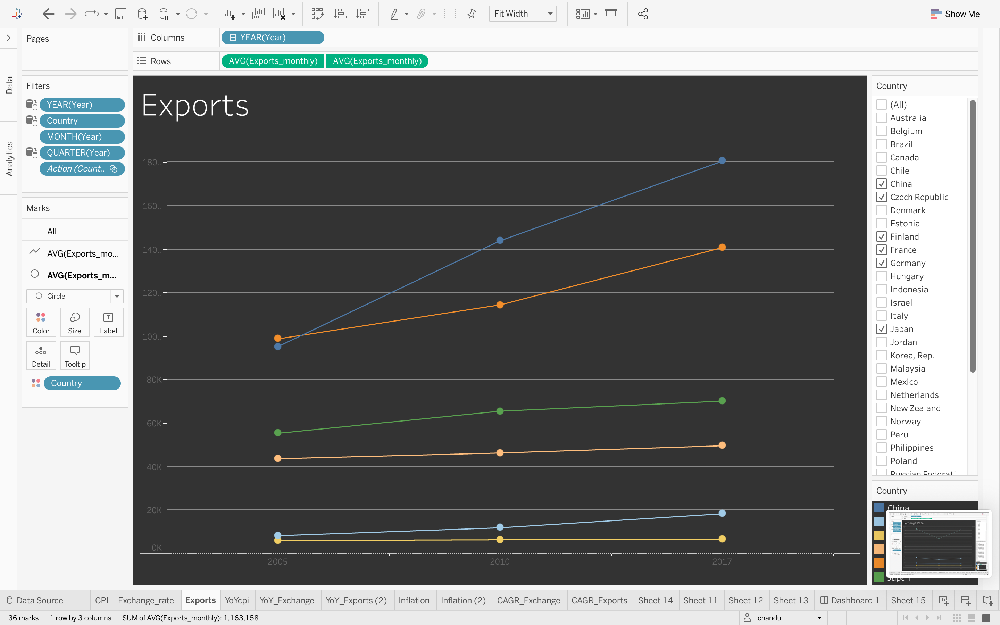 Fit Width
Show Me
Pages
Columns
YEAR(Year)
Rows
AVG(Exports_monthly)
AVG(Exports_monthly)
Data
Analytics
Filters
YEAR(Year)
Country
MONTH(Year)
QUARTER(Year)
Action (Count..
Marks
All
AVG(Exports_mo...
AVG(Exports_m...
Circle
Color
Size
Label
Detail
Tooltip
Country
Exports
180..
160..
140..
120..
100..
80K
60K
40K
20K
0K
2005
2010
2017
Country
(All)
Australia
Belgium
Brazil
Canada
Chile
China
Czech Republic
Denmark
Estonia
Finland
France
Germany
Hungary
Indonesia
Israel
Italy
Japan
Jordan
Korea, Rep.
Malaysia
Mexico
Netherlands
New Zealand
Norway
Peru
Philippines
Poland
Russian Federati
Country
China
Exchange Rate
Japan
Data Source
CPI
Exchange_rate
Exports
YoYcpi
YoY_Exchange
YoY_Exports (2)
Inflation
Inflation (2)
CAGR_Exchange
CAGR_Exports
Sheet 14
Sheet 11
Sheet 12
Sheet 13
Dashboard 1
Sheet 15
36 marks
1 row by 3 columns
SUM of AVG(Exports_monthly): 1,163,158
chandu